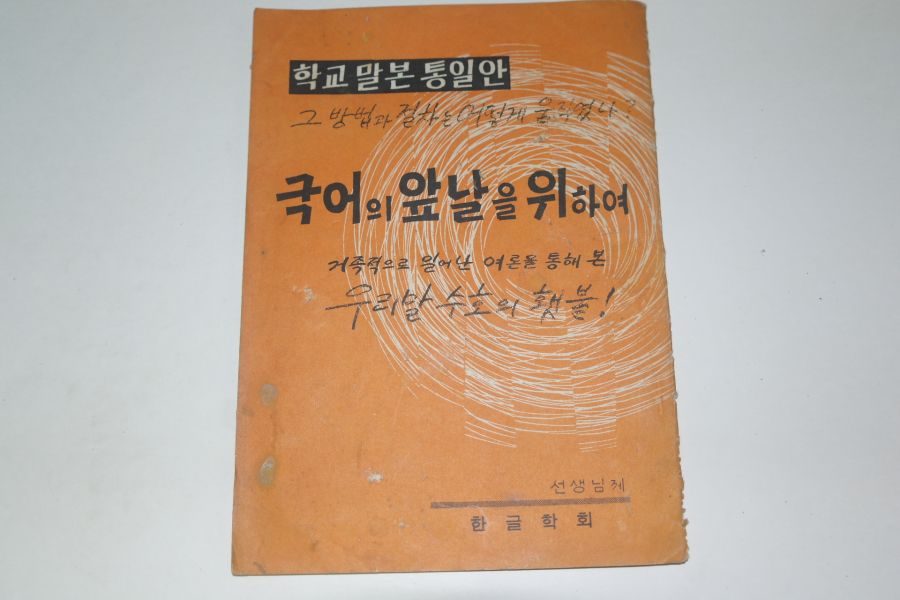 학교 말본 통일안
그 방법과 절차는 어떻게 움직였나?
국어의 앞날을 위하여
거족적으로 일어난 여론을 통해 본
우리말 수호의 횃불!
선생님께
한글학회